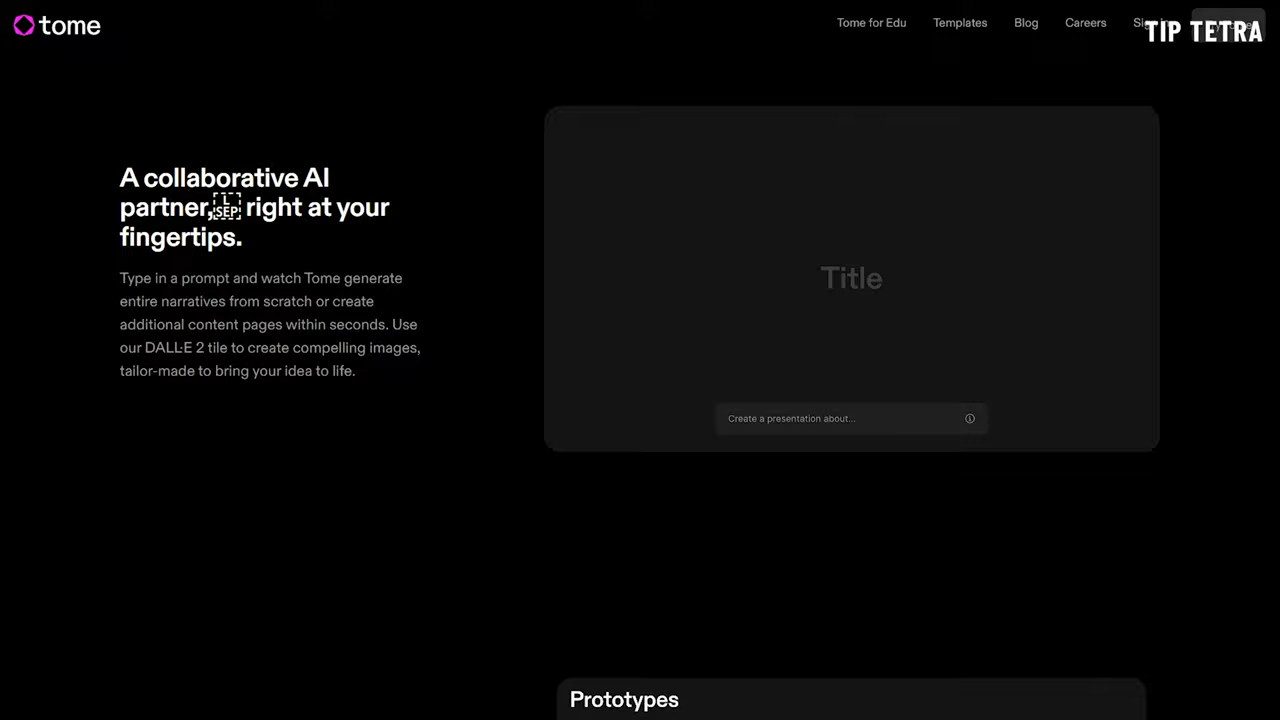 tome
Tome for Edu Templates Blog Careers
TIP TETRA
A collaborative AI
partner, right at your
fingertips.
Type in a prompt and watch Tome generate
entire narratives from scratch or create
additional content pages within seconds. Use
our DALL·E 2 tile to create compelling images,
tailor-made to bring your idea to life.
Title
Create a presentation about...
Prototypes